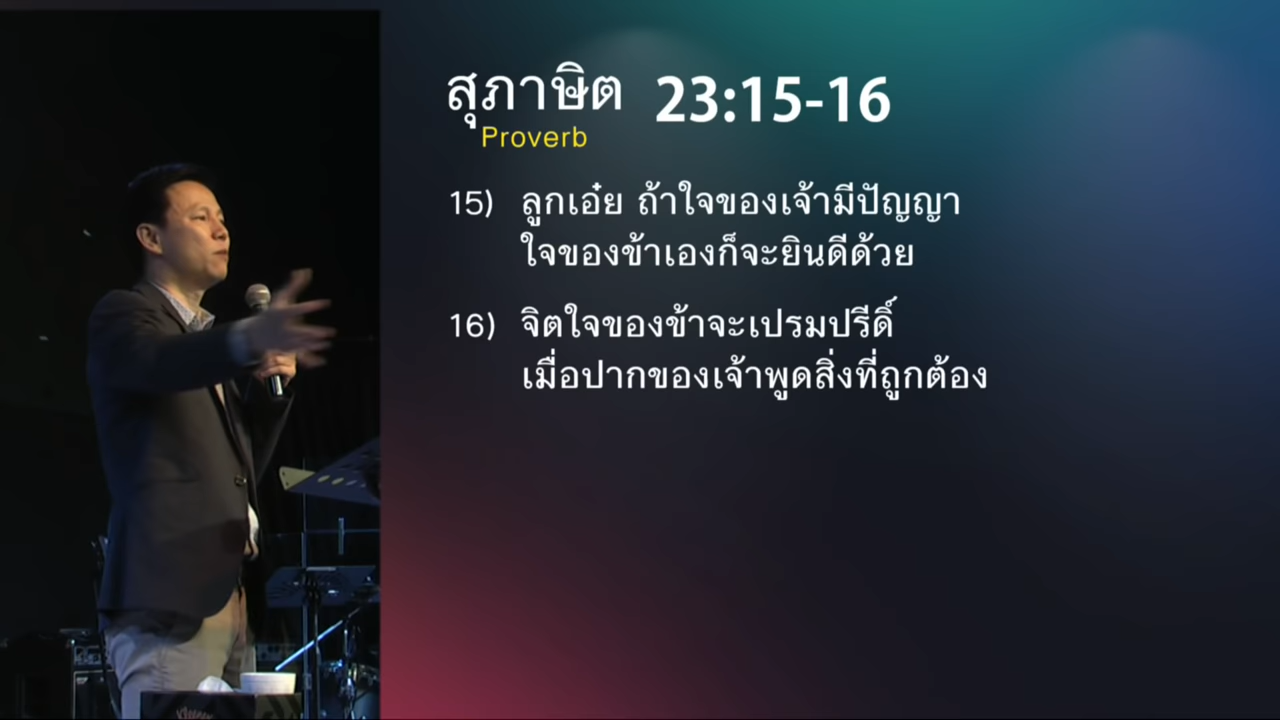 สุภาษิต 23:15-16
Proverb
15) ลูกเอ๋ย ถ้าใจของเจ้ามีปัญญา
ใจของข้าเองก็จะยินดีด้วย
16) จิตใจของข้าจะเปรมปรีดิ์
เมื่อปากของเจ้าพูดสิ่งที่ถูกต้อง
Kleenex